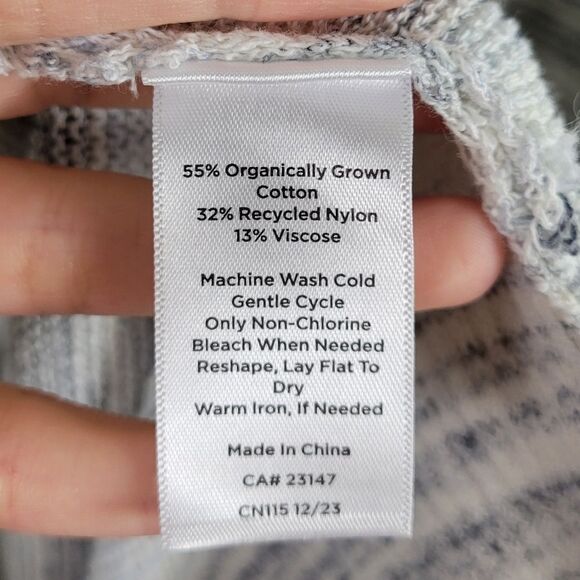 55% Organically Grown
Cotton
32% Recycled Nylon
13% Viscose
Machine Wash Cold
Gentle Cycle
Only Non-Chlorine
Bleach When Needed
Reshape, Lay Flat To
Dry
Warm Iron, If Needed
Made In China
CA# 23147
CN115 12/23